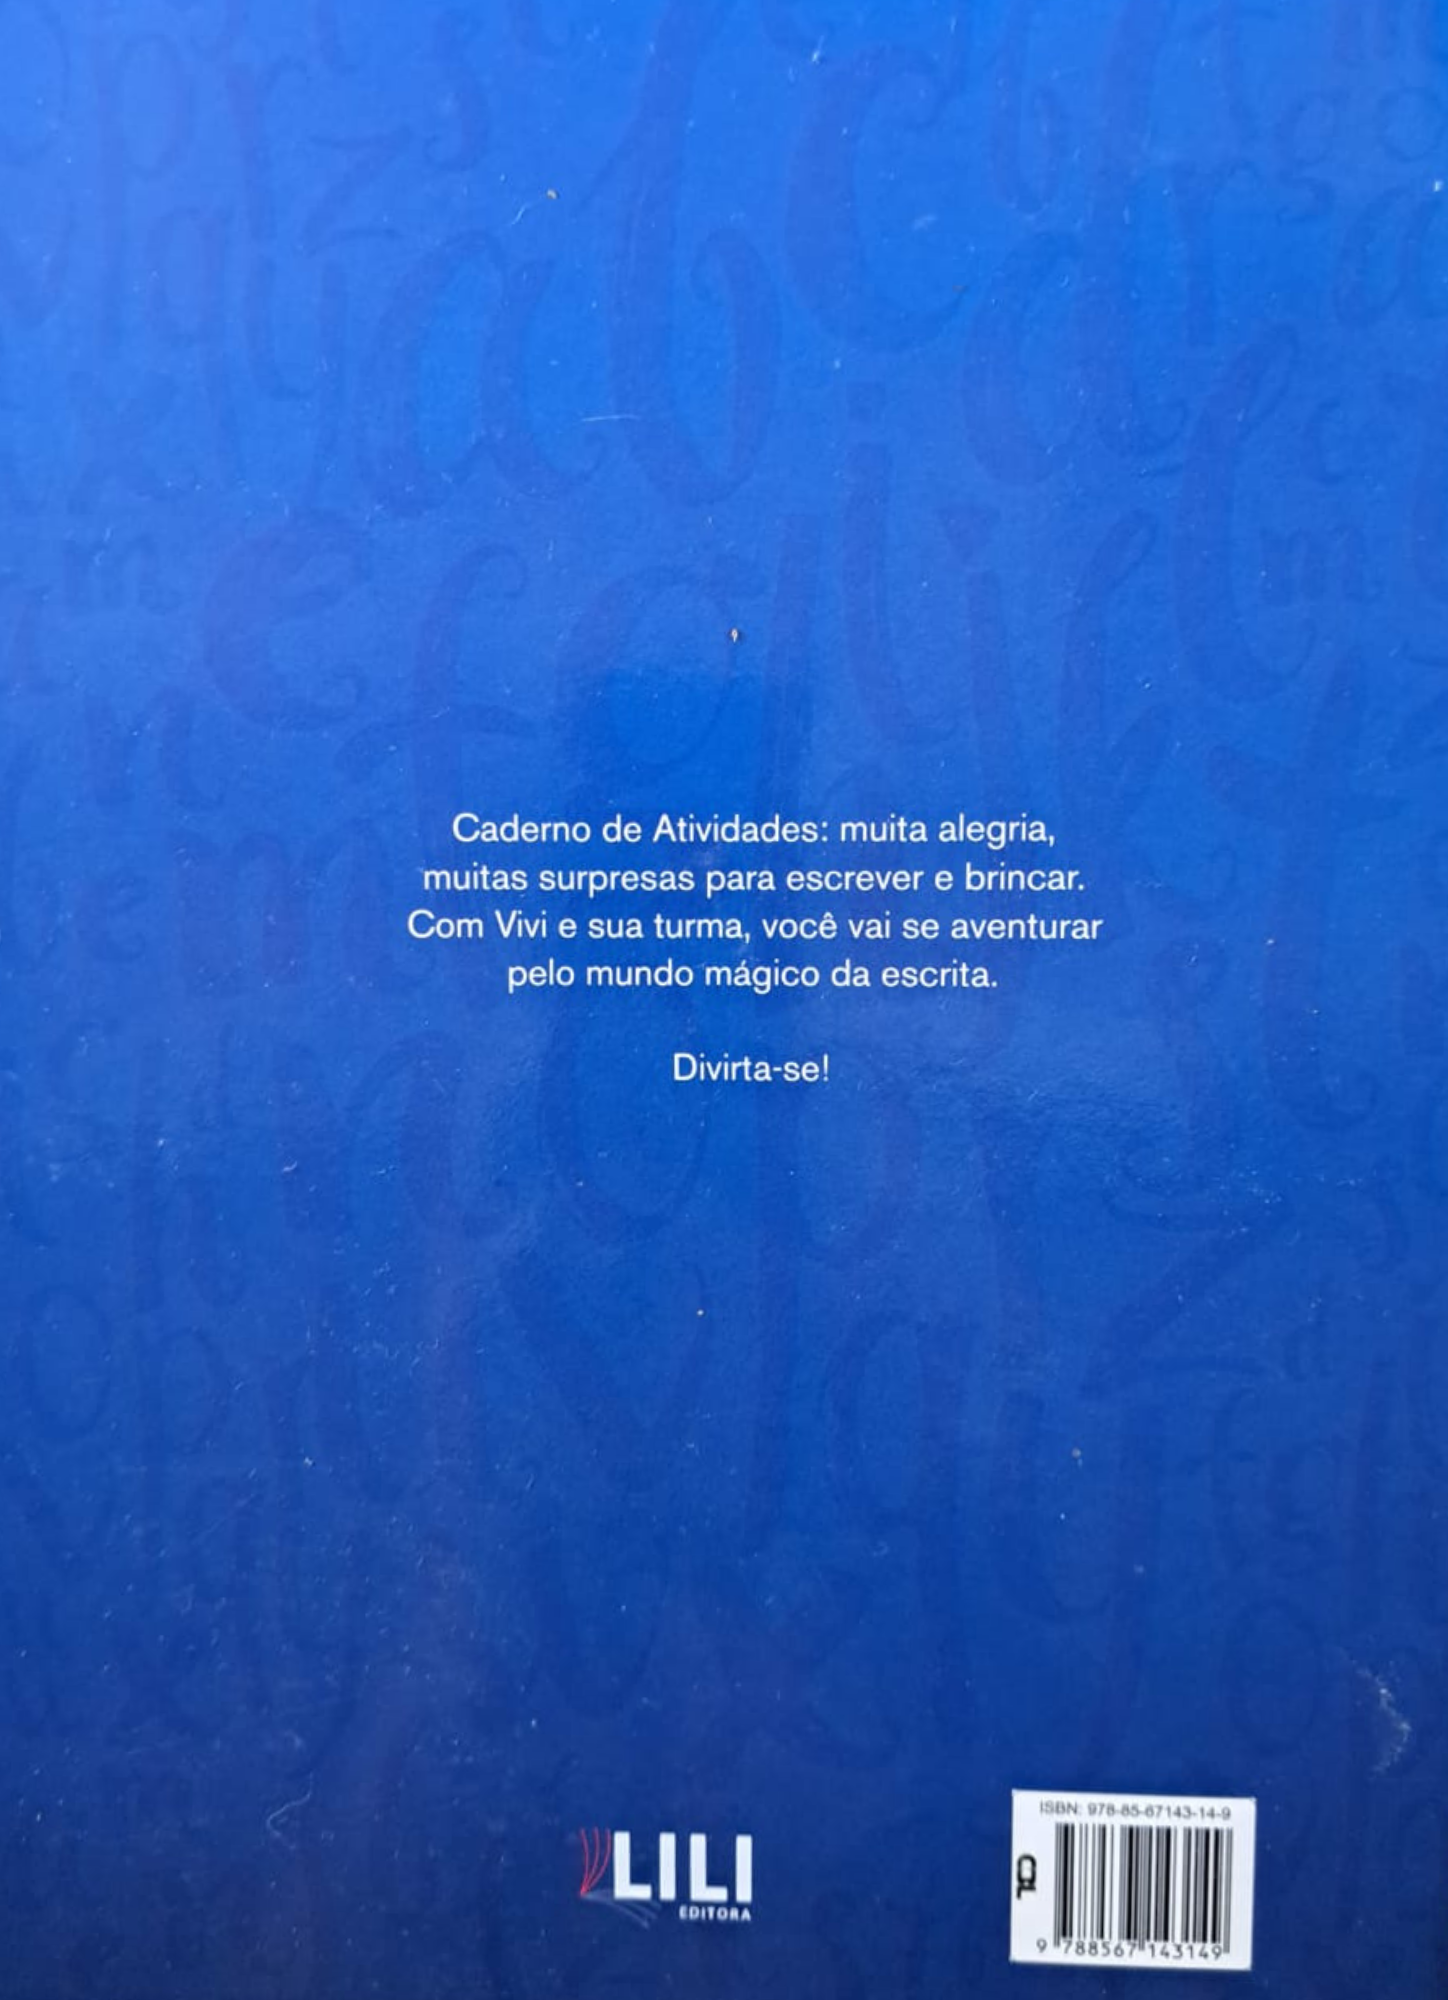 Caderno de Atividades: muita alegria,
muitas surpresas para escrever e brincar.
Com Vivi e sua turma, você vai se aventurar
pelo mundo mágico da escrita.
Divirta-se!
LILI
EDITORA
ISBN: 978-85-67143-14-9
9 788567 143149